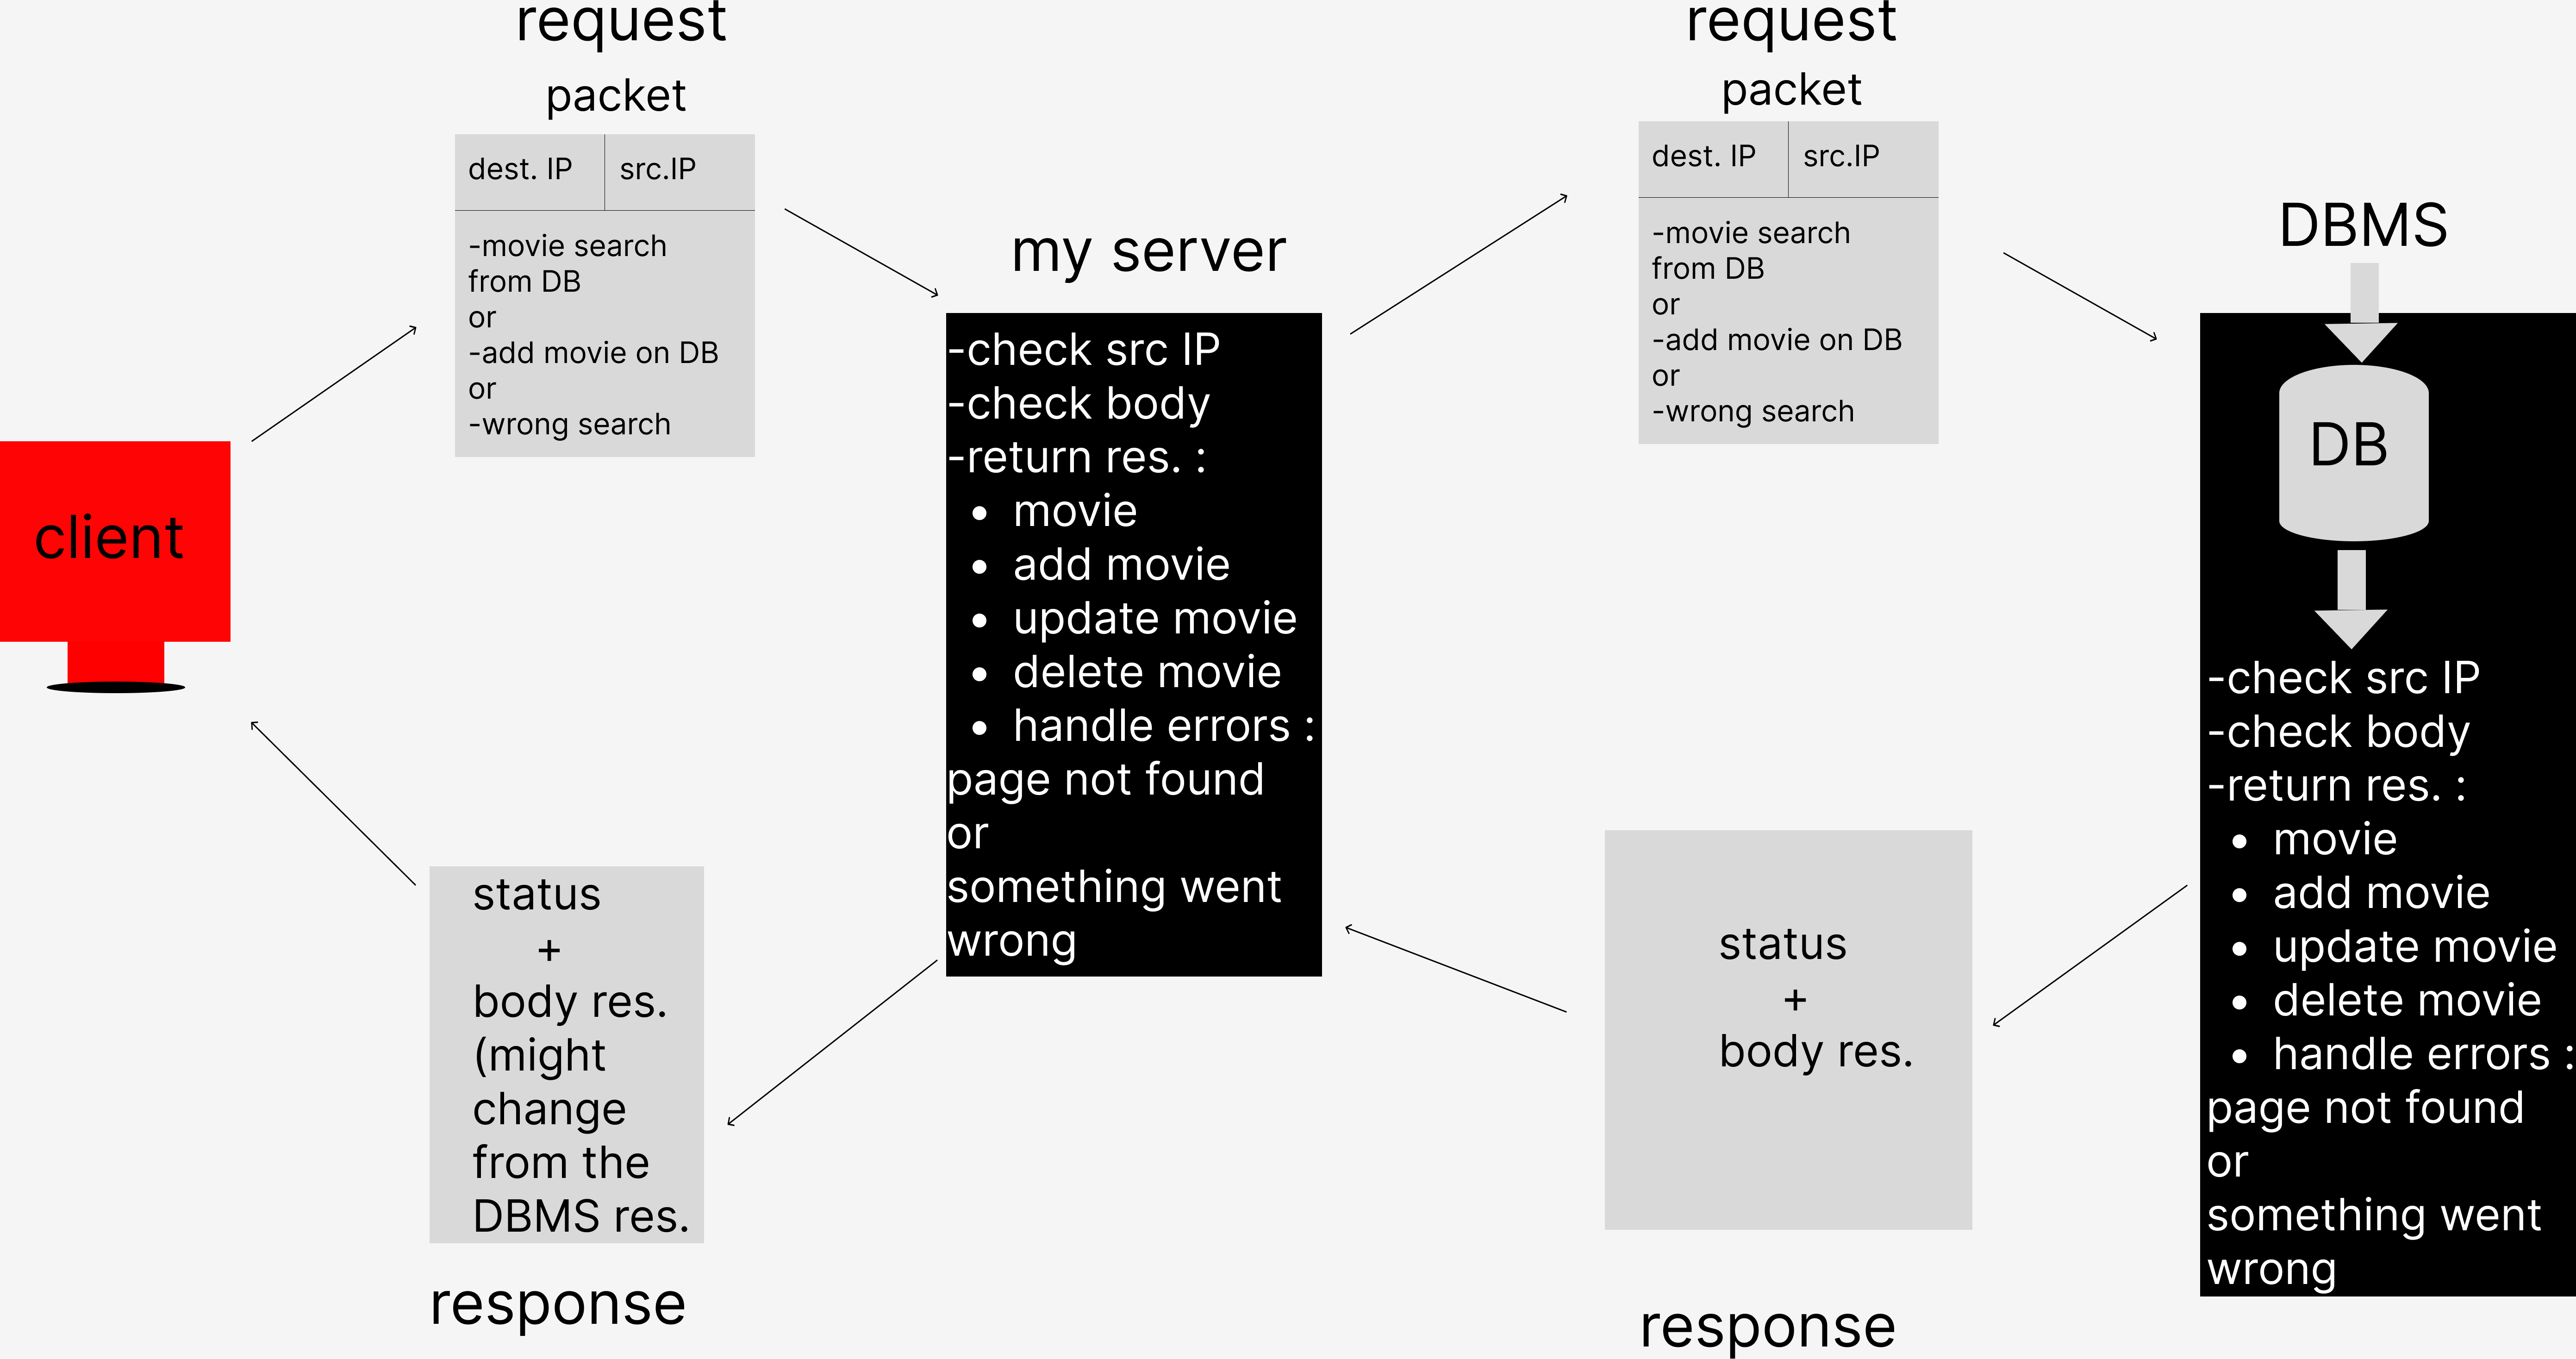 request
packet
dest. IP
src.IP
-movie search
from DB
or
-add movie on DB
or
-wrong search
client
my server
-check src IP
-check body
-return res. :
• movie
• add movie
• update movie
• delete movie
• handle errors :
page not found
or
something went
wrong
request
packet
dest. IP
src.IP
-movie search
from DB
or
-add movie on DB
or
-wrong search
DBMS
DB
-check src IP
-check body
-return res. :
• movie
• add movie
• update movie
• delete movie
• handle errors :
page not found
or
something went
wrong
status
+
body res.
response
status
+
body res.
(might
change
from the
DBMS res.
response